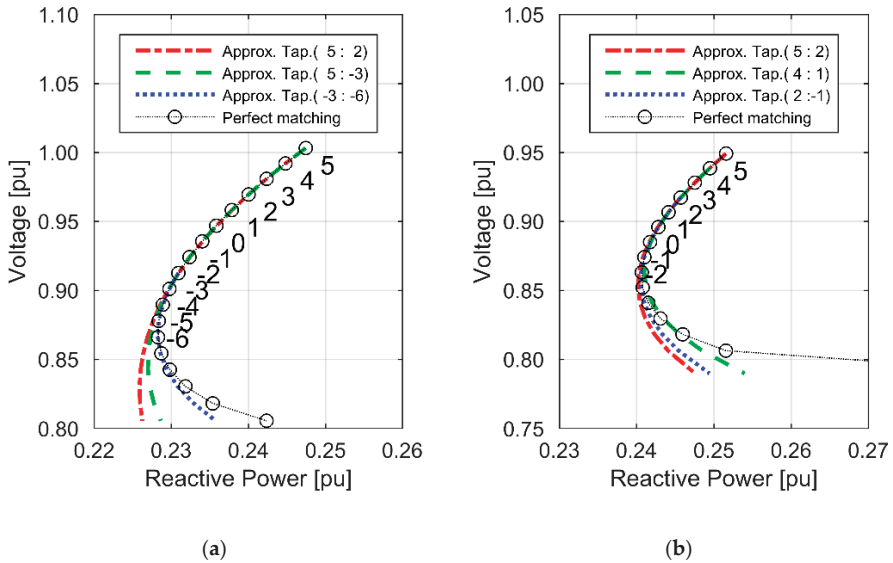 1.10
1.05
1.00
0.95
0.90
0.85
0.80
Voltage [pu]
Approx. Tap.( 5 : 2)
Approx. Tap.( 5 : -3)
Approx. Tap.( -3 : -6)
Perfect matching
5
4
3
2
1
0
-1
-2
-3
-4
-5
-6
0.22 0.23 0.24 0.25 0.26
Reactive Power [pu]
(a)
1.05
1.00
0.95
0.90
0.85
0.80
0.75
Voltage [pu]
Approx. Tap.( 5 : 2)
Approx. Tap.( 4 : 1)
Approx. Tap.( 2 : -1)
Perfect matching
5
4
3
2
1
0
-1
-2
0.23 0.24 0.25 0.26 0.27
Reactive Power [pu]
(b)